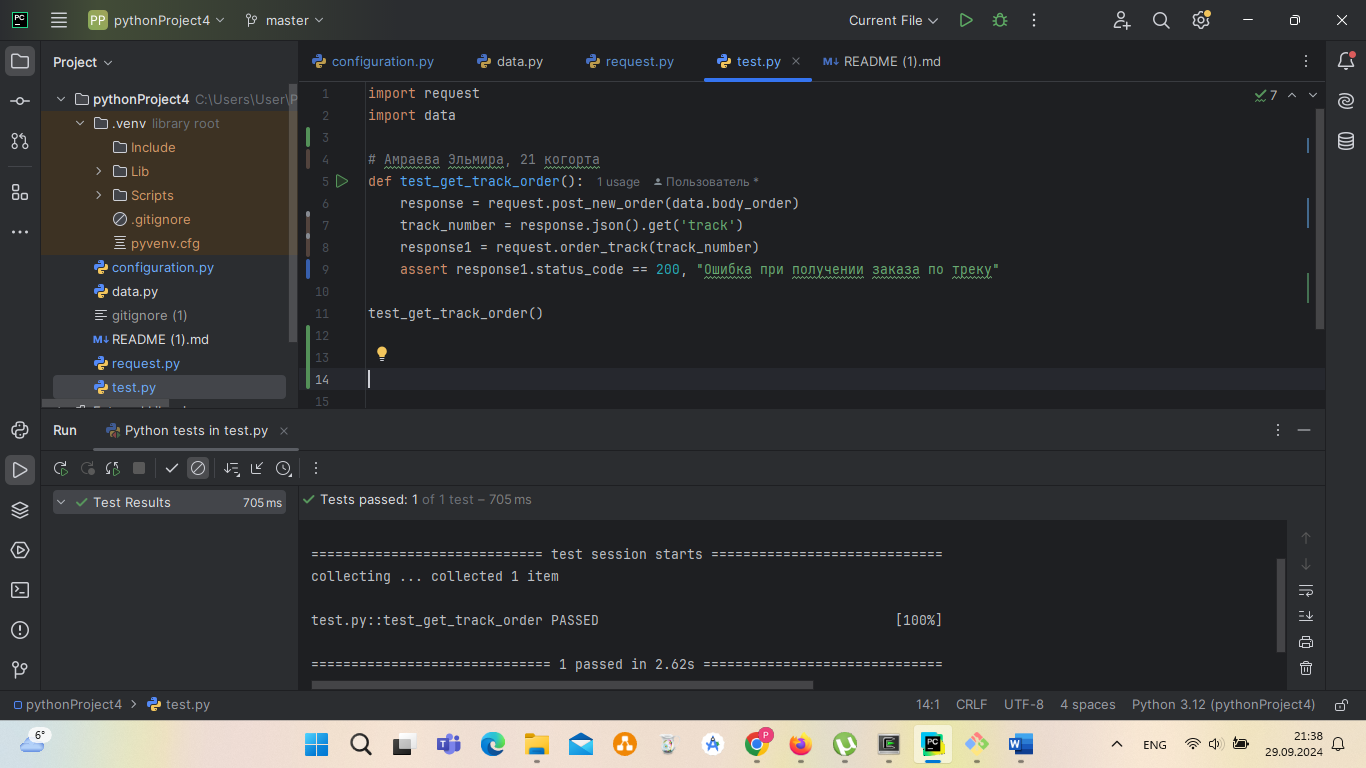 PC
PP pythonProject4
master
Current File
Project
configuration.py
data.py
request.py
test.py
M↓ README (1).md
pythonProject4 C:\Users\User\P
.venv library root
Include
Lib
Scripts
.gitignore
pyvenv.cfg
configuration.py
data.py
gitignore (1)
M↓ README (1).md
request.py
test.py
7
1 import request
2 import data
3
4 # Амраева Эльмира, 21 когорта
5 def test_get_track_order(): 1 usage Пользователь *
6 response = request.post_new_order(data.body_order)
7 track_number = response.json().get('track')
8 response1 = request.order_track(track_number)
9 assert response1.status_code == 200, "Ошибка при получении заказа по треку"
10
11 test_get_track_order()
12
13
14
15
Run
Python tests in test.py
Test Results 705 ms
Tests passed: 1 of 1 test – 705 ms
============================= test session starts =============================
collecting ... collected 1 item
test.py::test_get_track_order PASSED [100%]
============================== 1 passed in 2.62s ==============================
pythonProject4 > test.py
14:1 CRLF UTF-8 4 spaces Python 3.12 (pythonProject4)
6°
P
PC
W
ENG
21:38
29.09.2024